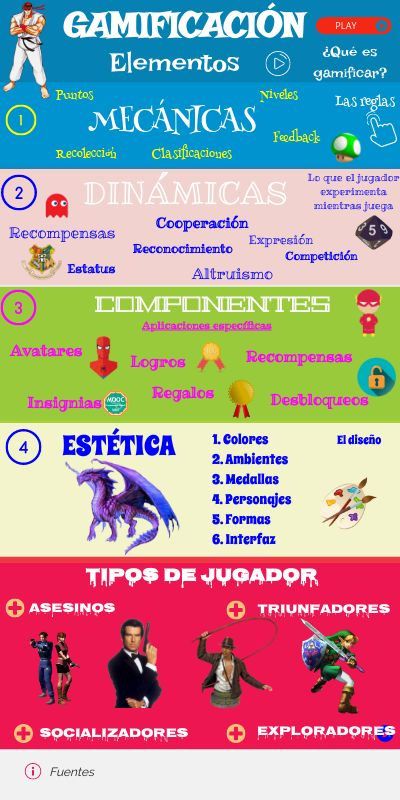 GAMIFICACIÓN
PLAY
Elementos
¿Qué es
gamificar?
Puntos
Niveles
Las reglas
1
MECÁNICAS
Feedback
Recolección
Clasificaciones
Lo que el jugador
experimenta
mientras juega
2
DINÁMICAS
Cooperación
Recompensas
Expresión
Reconocimiento
Competición
Estatus
Altruismo
5
9
3
COMPONENTES
Aplicaciones específicas
Avatares
Logros
Recompensas
Regalos
Insignias
MOOC
Desbloqueos
4
ESTÉTICA
1. Colores
El diseño
2. Ambientes
3. Medallas
4. Personajes
5. Formas
6. Interfaz
TIPOS DE JUGADOR
ASESINOS
TRIUNFADORES
SOCIALIZADORES
EXPLORADORES
i Fuentes